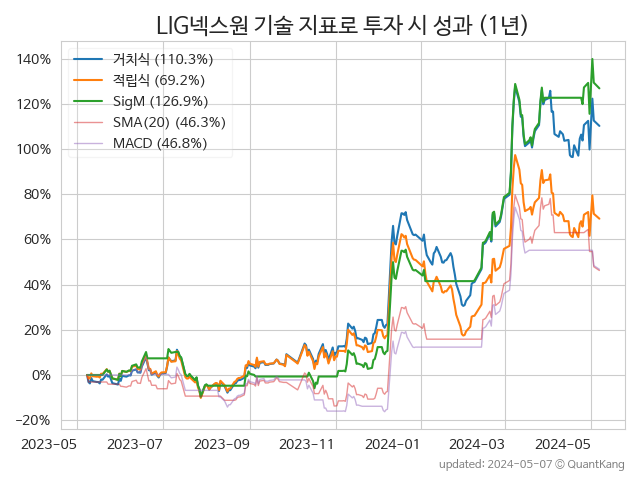 LIG넥스원 기술 지표로 투자 시 성과 (1년)
140%
120%
100%
80%
60%
40%
20%
0%
−20%
거치식 (110.3%)
적립식 (69.2%)
SigM (126.9%)
SMA(20) (46.3%)
MACD (46.8%)
2023-05
2023-07
2023-09
2023-11
2024-01
2024-03
2024-05
updated: 2024-05-07 © QuantKang